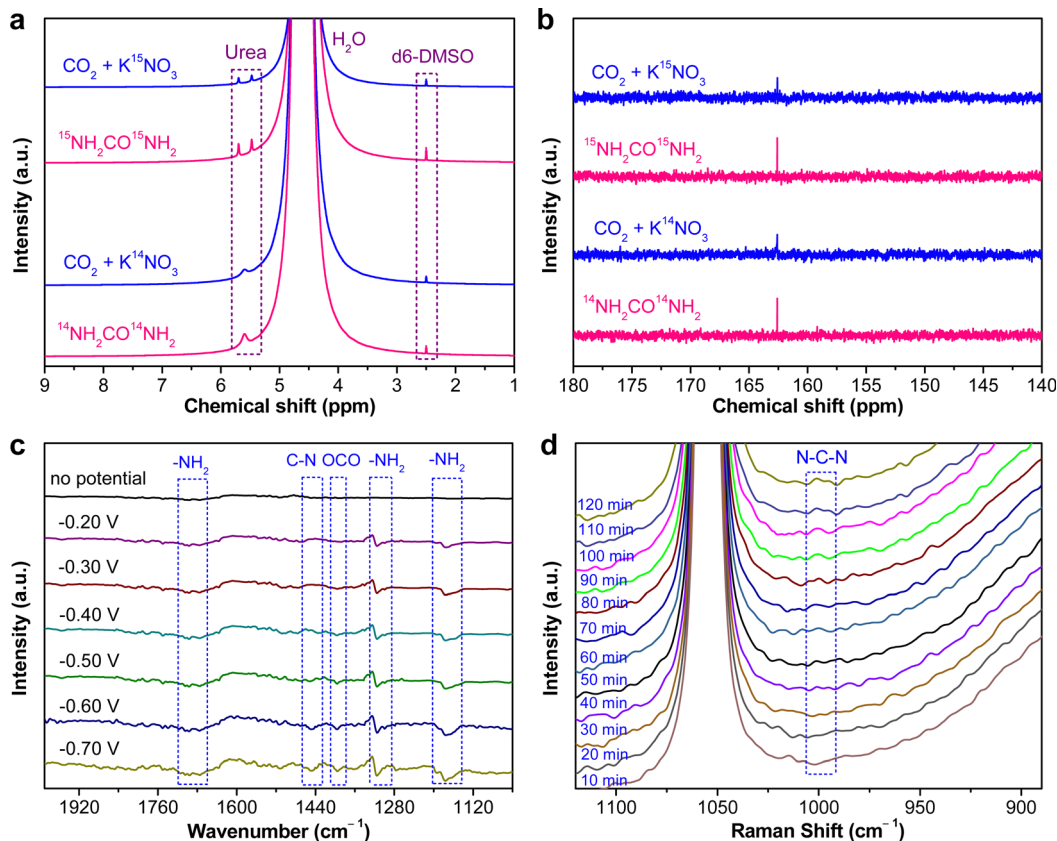 a
Urea
H₂O
d6-DMSO
CO₂ + K¹⁵NO₃
¹⁵NH₂CO¹⁵NH₂
CO₂ + K¹⁴NO₃
¹⁴NH₂CO¹⁴NH₂
Intensity (a.u.)
9 8 7 6 5 4 3 2 1
Chemical shift (ppm)
b
CO₂ + K¹⁵NO₃
¹⁵NH₂CO¹⁵NH₂
CO₂ + K¹⁴NO₃
¹⁴NH₂CO¹⁴NH₂
Intensity (a.u.)
180 175 170 165 160 155 150 145 140
Chemical shift (ppm)
c
-NH₂ C-N OCO -NH₂ -NH₂
no potential
-0.20 V
-0.30 V
-0.40 V
-0.50 V
-0.60 V
-0.70 V
Intensity (a.u.)
1920 1760 1600 1440 1280 1120
Wavenumber (cm⁻¹)
d
N-C-N
120 min
110 min
100 min
90 min
80 min
70 min
60 min
50 min
40 min
30 min
20 min
10 min
Intensity (a.u.)
1100 1050 1000 950 900
Raman Shift (cm⁻¹)